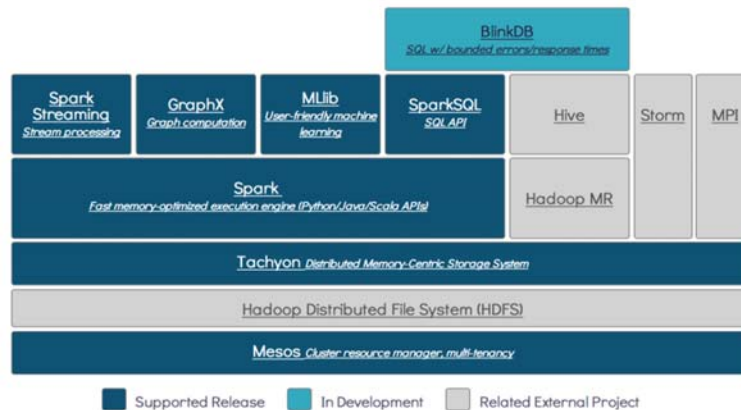 BlinkDB
SQL w/ bounded errors/response times
Spark
Streaming
Stream processing
GraphX
Graph computation
MLlib
User-friendly machine
learning
SparkSQL
SQL API
Hive
Storm
MPI
Spark
Fast memory-optimized execution engine (Python/Java/Scala APIs)
Hadoop MR
Tachyon Distributed Memory-Centric Storage System
Hadoop Distributed File System (HDFS)
Mesos Cluster resource manager, multi-tenancy
Supported Release
In Development
Related External Project